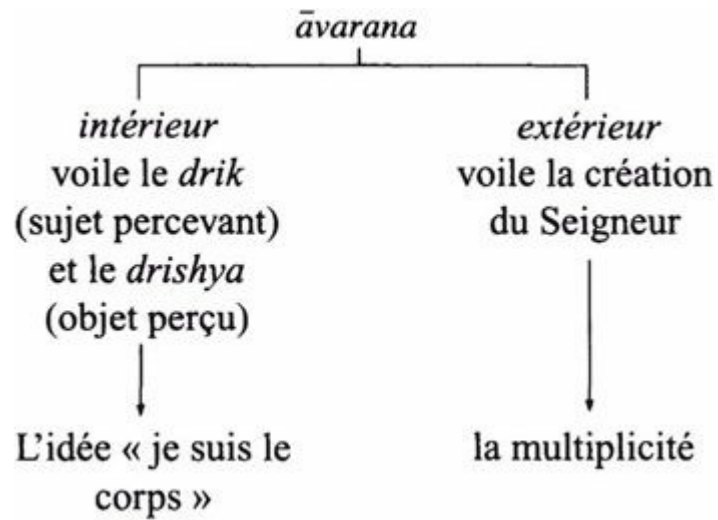 āvarana
intérieur
voile le drik
(sujet percevant)
et le drishya
(objet perçu)
L'idée « je suis le
corps »
extérieur
voile la création
du Seigneur
la multiplicité